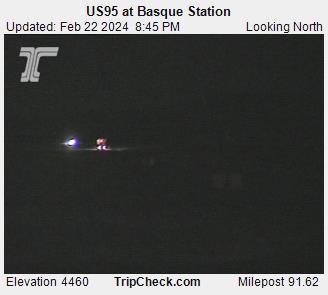 US95 at Basque Station
Updated: Feb 22 2024 8:45 PM Looking North
Elevation 4460 TripCheck.com Milepost 91.62